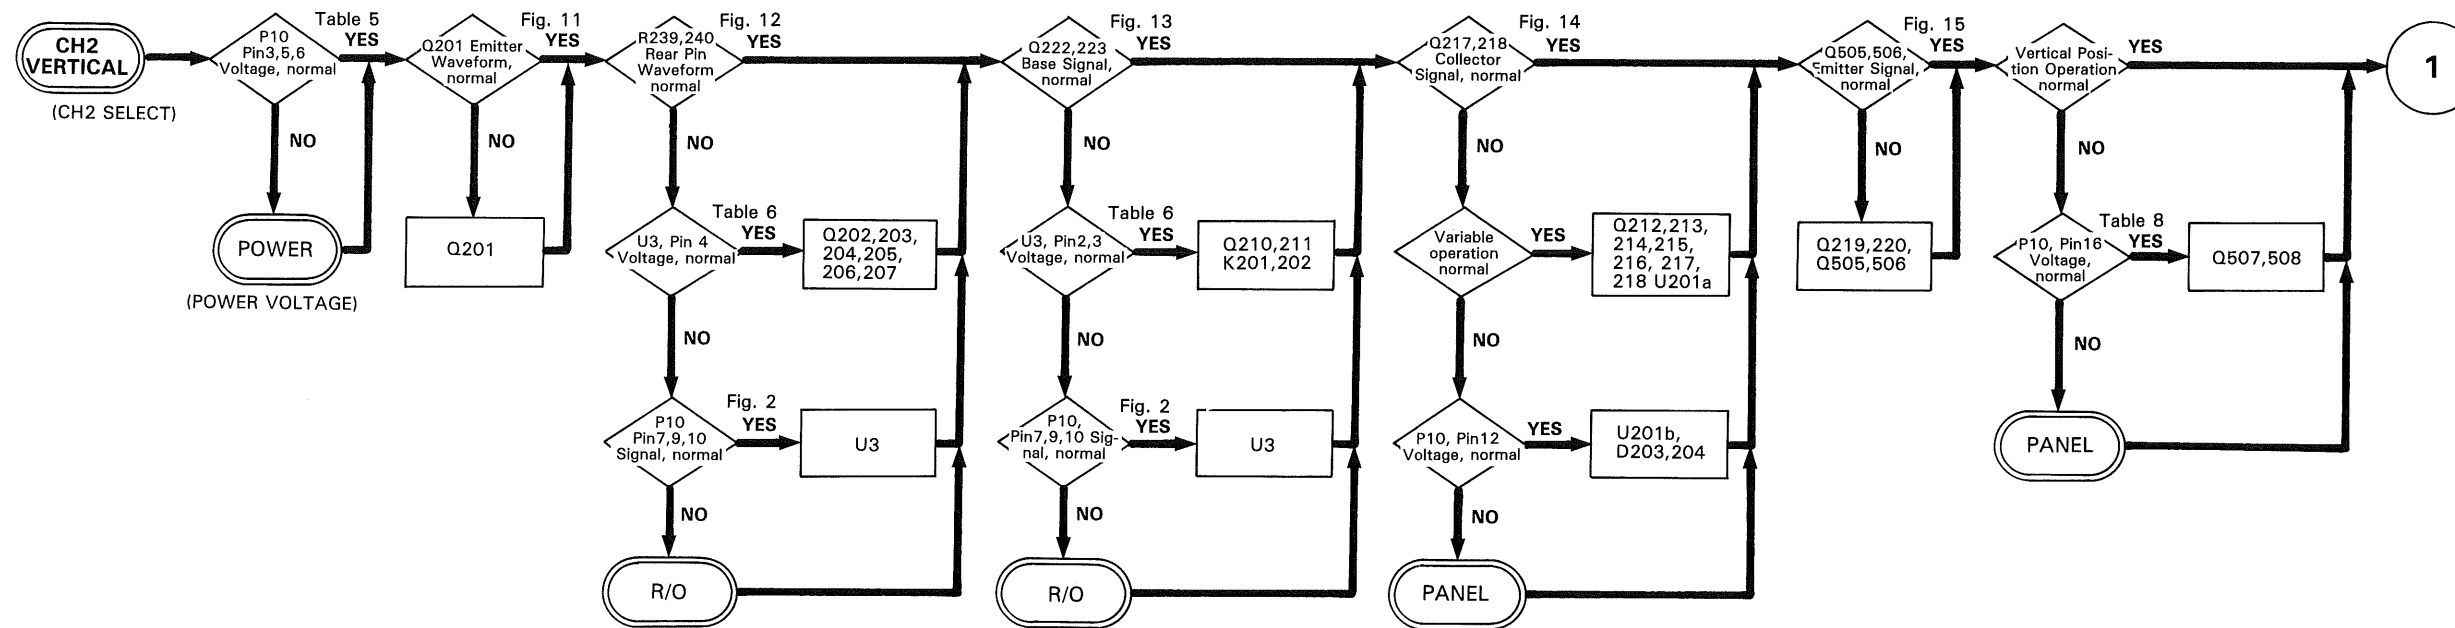 CH2
VERTICAL
(CH2 SELECT)
P10
Pin3,5,6
Voltage, normal
Table 5
YES
NO
POWER
(POWER VOLTAGE)
Q201 Emitter
Waveform,
normal
Fig. 11
YES
NO
Q201
R239,240
Rear Pin
Waveform
normal
Fig. 12
YES
NO
U3, Pin 4
Voltage, normal
Table 6
YES
Q202,203,
204,205,
206,207
NO
P10
Pin7,9,10
Signal, normal
Fig. 2
YES
U3
NO
R/O
Q222,223
Base Signal,
normal
Fig. 13
YES
NO
U3, Pin2,3
Voltage, normal
Table 6
YES
Q210,211
K201,202
NO
P10,
Pin7,9,10 Sig-
nal, normal
Fig. 2
YES
U3
NO
R/O
Q217,218
Collector
Signal, normal
Fig. 14
YES
NO
Variable
operation
normal
YES
Q212,213,
214,215,
216, 217,
218 U201a
NO
P10, Pin12
Voltage, normal
YES
U201b,
D203,204
NO
PANEL
Q505,506,
Emitter Signal,
normal
Fig. 15
YES
NO
Q219,220,
Q505,506
Vertical Posi-
tion Operation
normal
YES
NO
P10, Pin16
Voltage,
normal
Table 8
YES
Q507,508
NO
PANEL
1